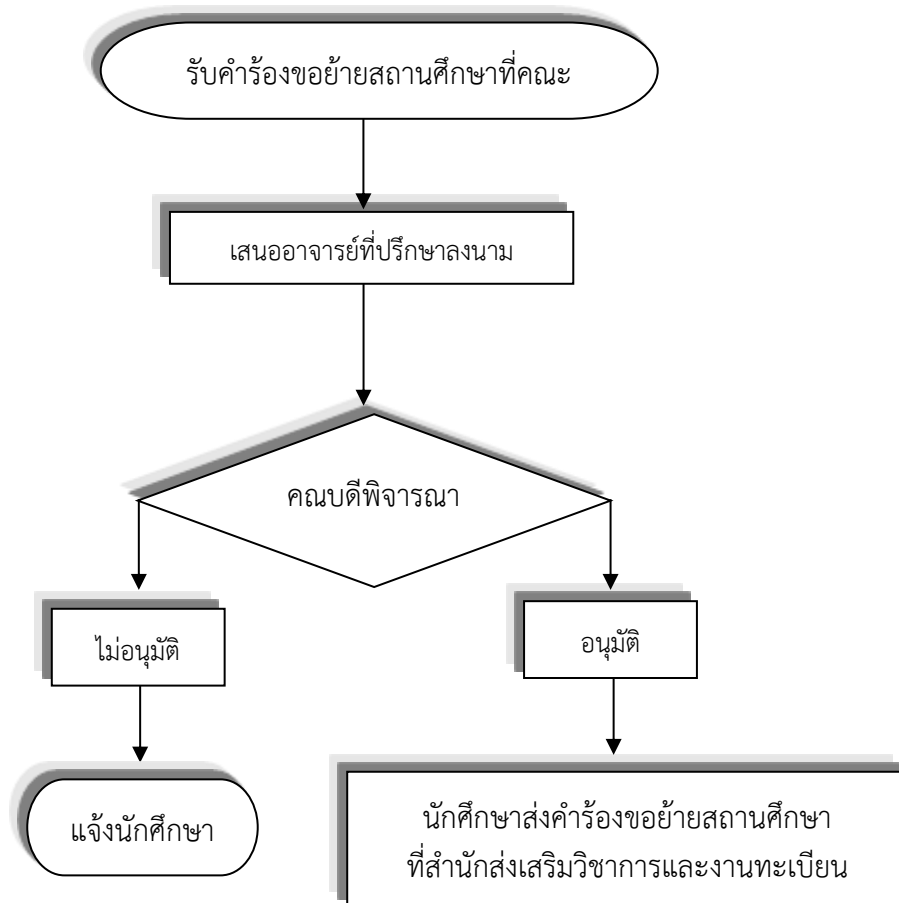 รับคำร้องขอย้ายสถานศึกษาที่คณะ
เสนออาจารย์ที่ปรึกษาลงนาม
คณบดีพิจารณา
ไม่อนุมัติ
อนุมัติ
แจ้งนักศึกษา
นักศึกษาส่งคำร้องขอย้ายสถานศึกษา
ที่สำนักส่งเสริมวิชาการและงานทะเบียน